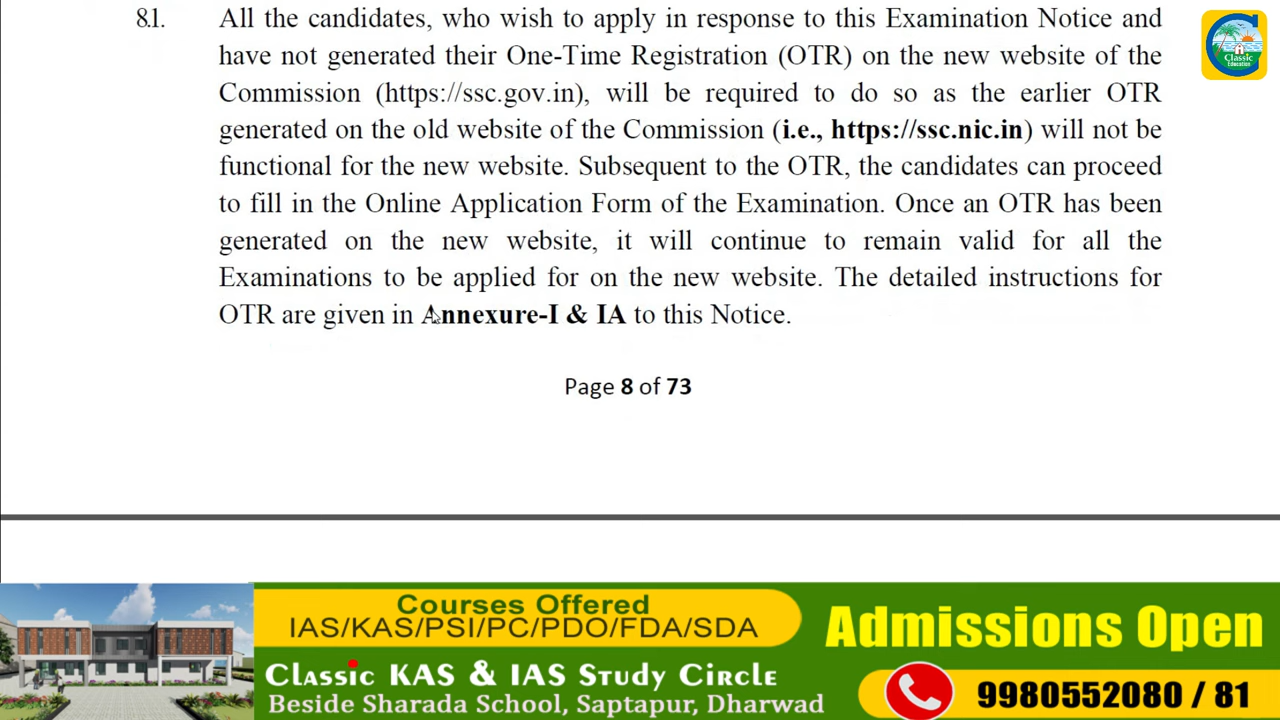 8.1. All the candidates, who wish to apply in response to this Examination Notice and
have not generated their One-Time Registration (OTR) on the new website of the
Commission (https://ssc.gov.in), will be required to do so as the earlier OTR
generated on the old website of the Commission (i.e., https://ssc.nic.in) will not be
functional for the new website. Subsequent to the OTR, the candidates can proceed
to fill in the Online Application Form of the Examination. Once an OTR has been
generated on the new website, it will continue to remain valid for all the
Examinations to be applied for on the new website. The detailed instructions for
OTR are given in Annexure-I & IA to this Notice.
Page 8 of 73
Classic
Education
Courses Offered
IAS/KAS/PSI/PC/PDO/FDA/SDA
Classic KAS & IAS Study Circle
Beside Sharada School, Saptapur, Dharwad
Admissions Open
9980552080 / 81